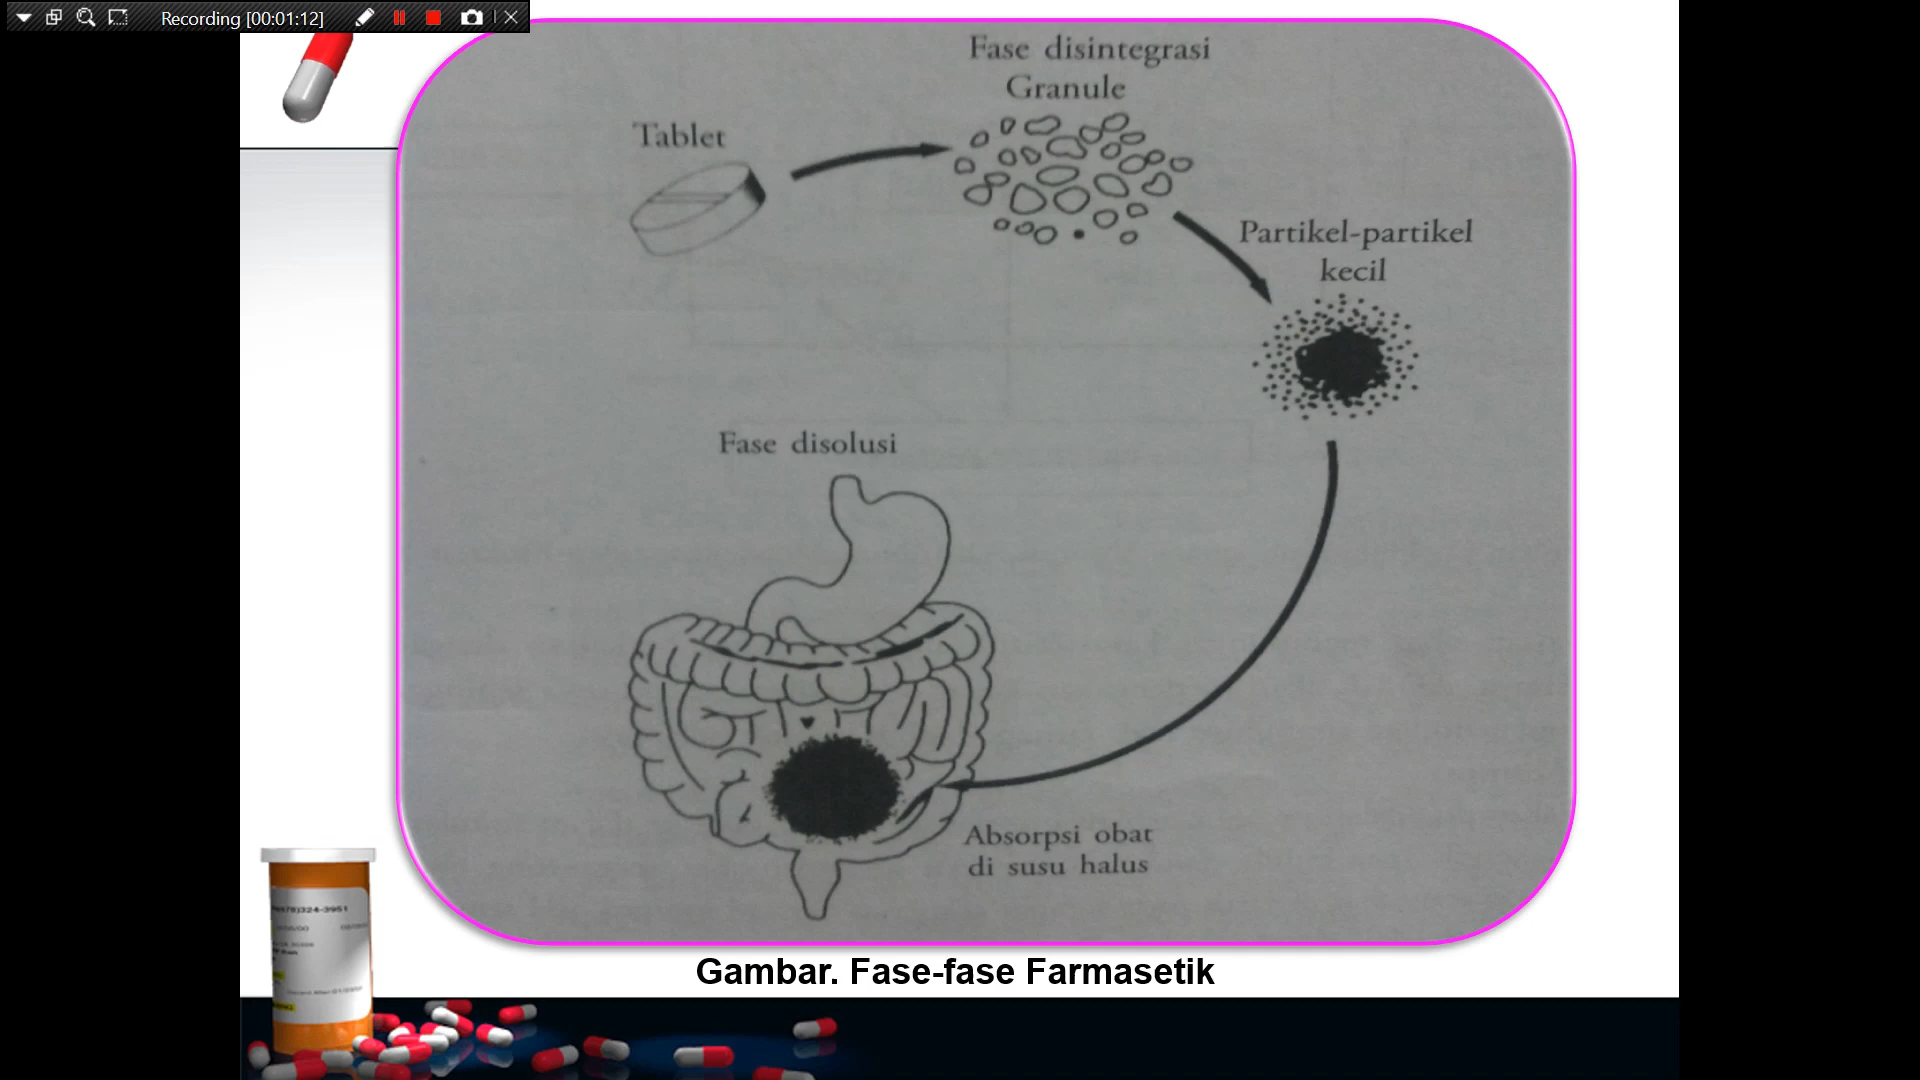 Recording [00:01:12]
Fase disintegrasi
Granule
Tablet
Partikel-partikel
kecil
Fase disolusi
Absorpsi obat
di susu halus
Gambar. Fase-fase Farmasetik